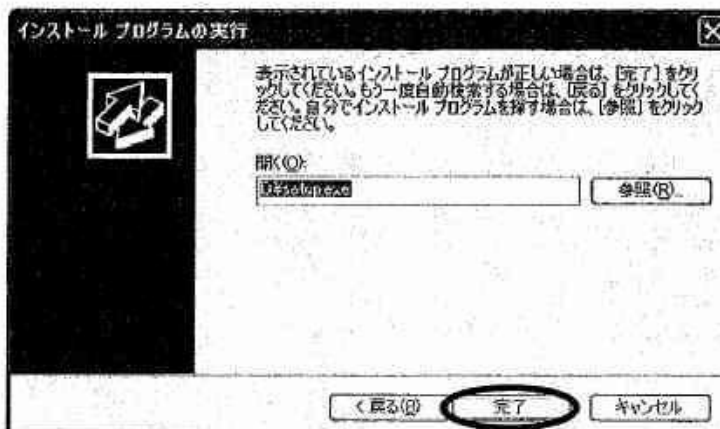 インストール プログラムの実行
表示されているインストール プログラムが正しい場合は、[完了] をクリ
ックしてください。もう一度自動検索する場合は、[戻る] をクリックしてく
ださい。自分でインストール プログラムを探す場合は、[参照] をクリック
してください。
開く(O):
D:¥setup.exe
参照(R)...
< 戻る(B)
完了
キャンセル